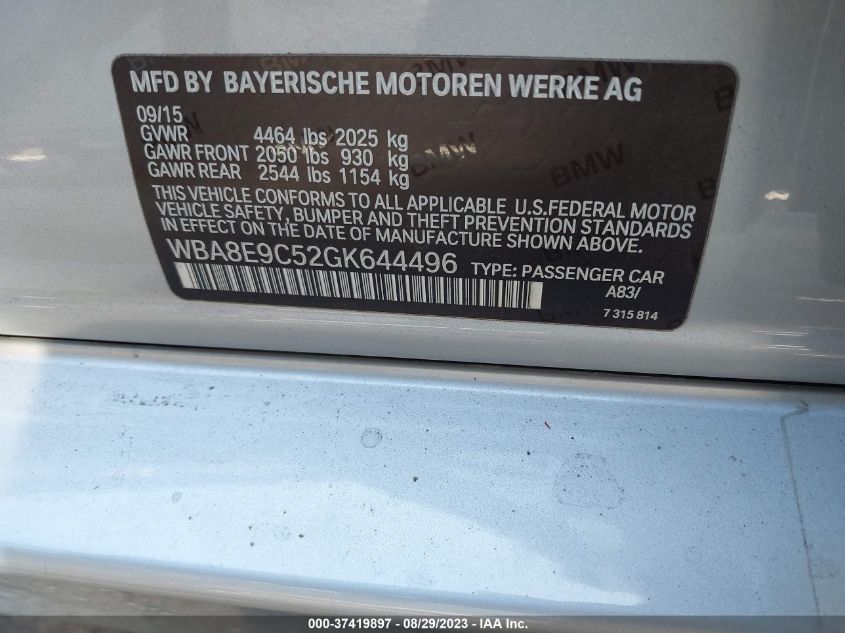 MFD BY BAYERISCHE MOTOREN WERKE AG
09/15
GVWR 4464 lbs 2025 kg
GAWR FRONT 2050 lbs 930 kg
GAWR REAR 2544 lbs 1154 kg
THIS VEHICLE CONFORMS TO ALL APPLICABLE U.S.FEDERAL MOTOR
VEHICLE SAFETY, BUMPER AND THEFT PREVENTION STANDARDS
IN EFFECT ON THE DATE OF MANUFACTURE SHOWN ABOVE.
WBA8E9C52GK644496 TYPE: PASSENGER CAR
A83/
7 315 814
BMW
BMW
BMW
000-37419897 - 08/29/2023 - IAA Inc.